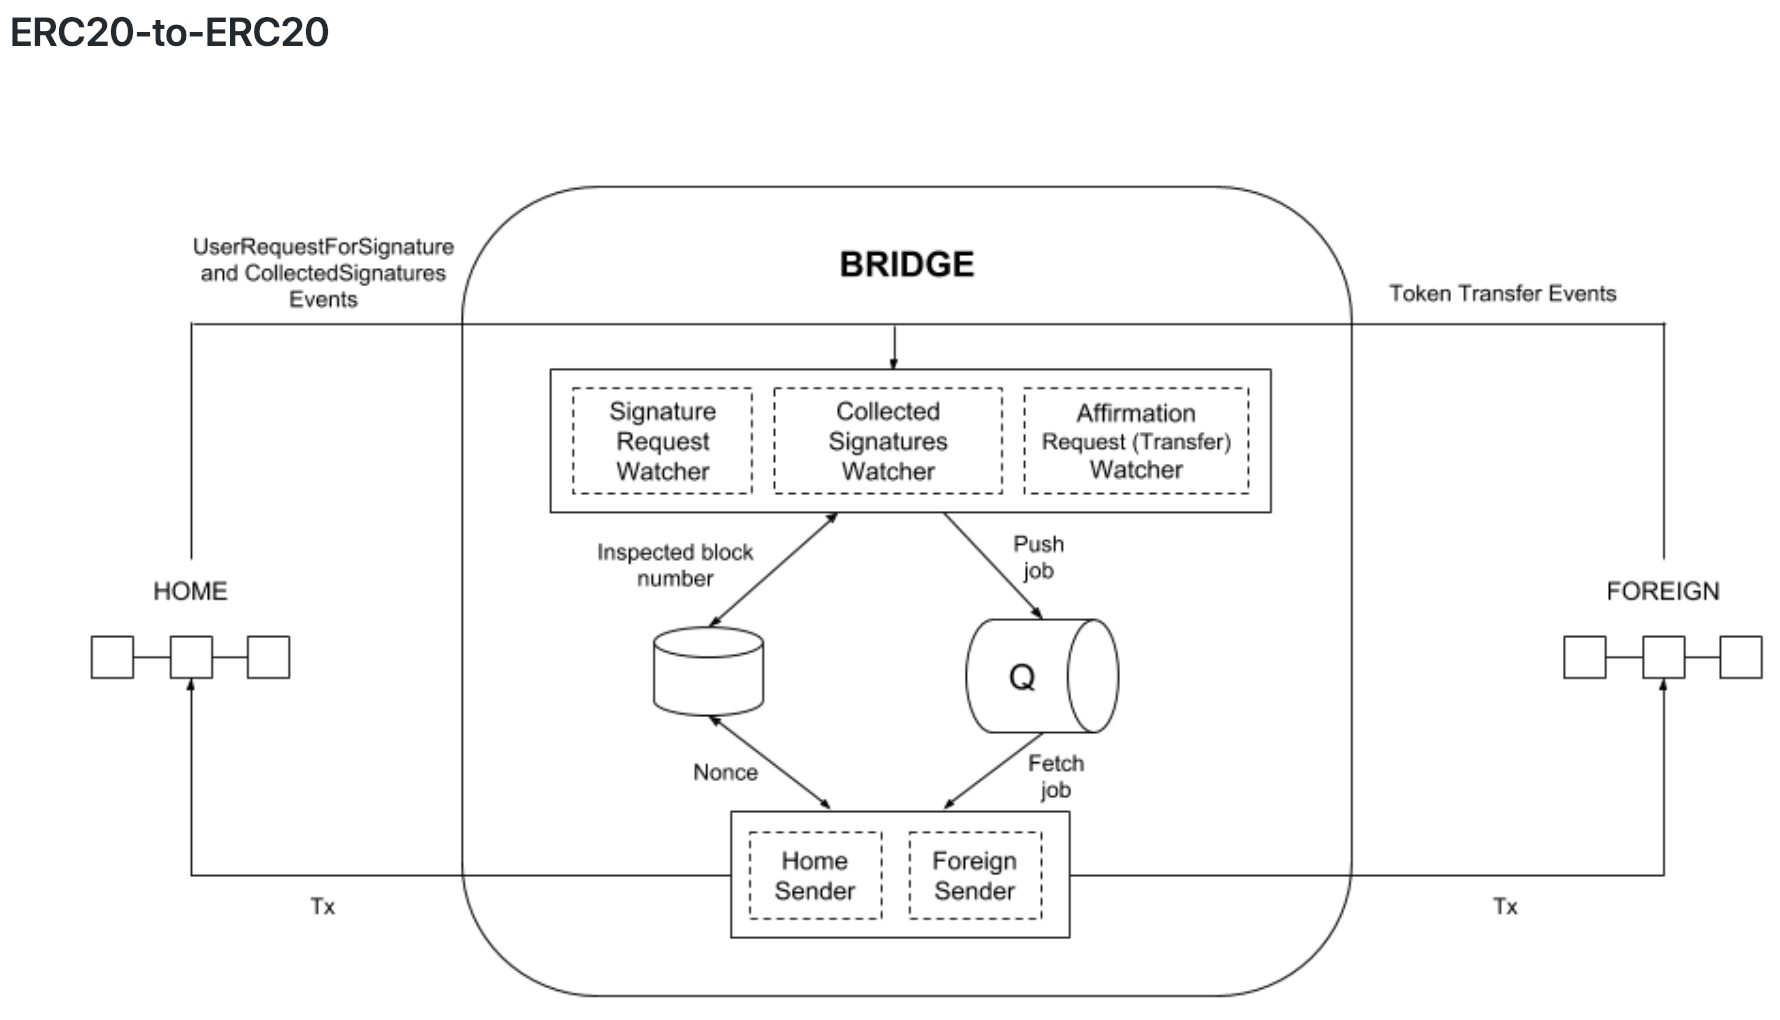 ERC20-to-ERC20
BRIDGE
UserRequestForSignature
and CollectedSignatures
Events
Token Transfer Events
Signature
Request
Watcher
Collected
Signatures
Watcher
Affirmation
Request (Transfer)
Watcher
Inspected block
number
Push
job
HOME
FOREIGN
Q
Nonce
Fetch
job
Home
Sender
Foreign
Sender
Tx
Tx